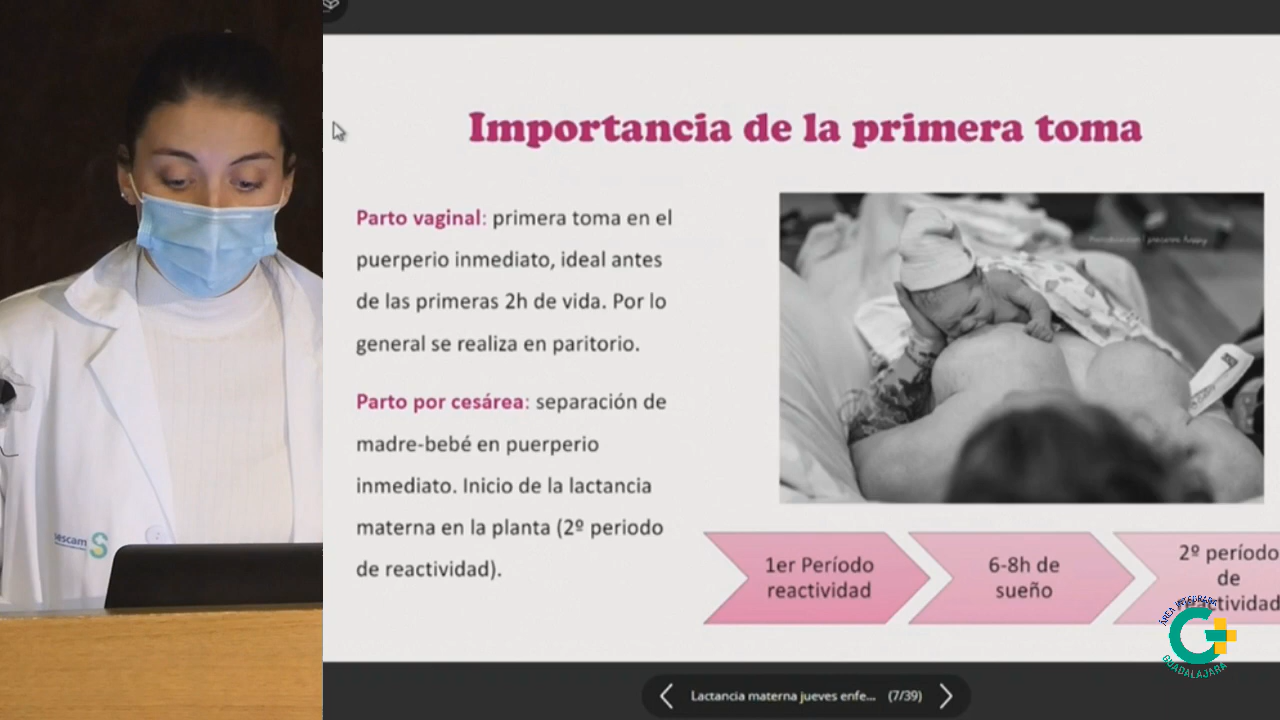 Importancia de la primera toma
Parto vaginal: primera toma en el
puerperio inmediato, ideal antes
de las primeras 2h de vida. Por lo
general se realiza en paritorio.
Parto por cesárea: separación de
madre-bebé en puerperio
inmediato. Inicio de la lactancia
materna en la planta (2º periodo
de reactividad).
1er Período
reactividad
6-8h de
sueño
2º período
de
sescam
ÁREA INTEGRADA
GUADALAJARA
Lactancia materna jueves enfe... (7/39)